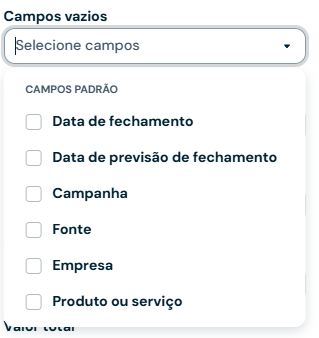 Campos vazios
Selecione campos
CAMPOS PADRÃO
Data de fechamento
Data de previsão de fechamento
Campanha
Fonte
Empresa
Produto ou serviço
Valor total